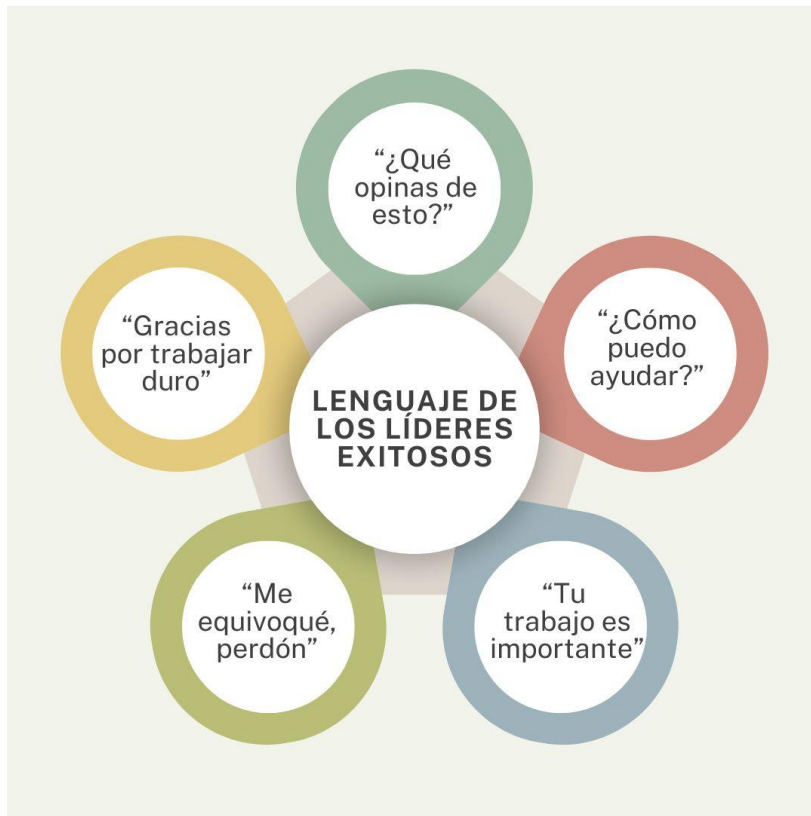 “¿Qué
opinas de
esto?”
“Gracias
por trabajar
duro”
“¿Cómo
puedo
ayudar?”
LENGUAJE DE
LOS LÍDERES
EXITOSOS
“Me
equivoqué,
perdón”
“Tu
trabajo es
importante”